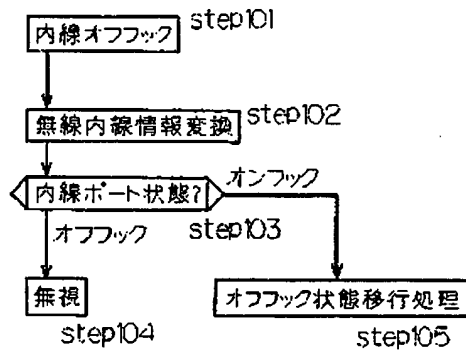 内線オフフック
step101
無線内線情報変換
step102
内線ポート状態?
オンフック
オフフック
step103
無視
オフフック状態移行処理
step104
step105